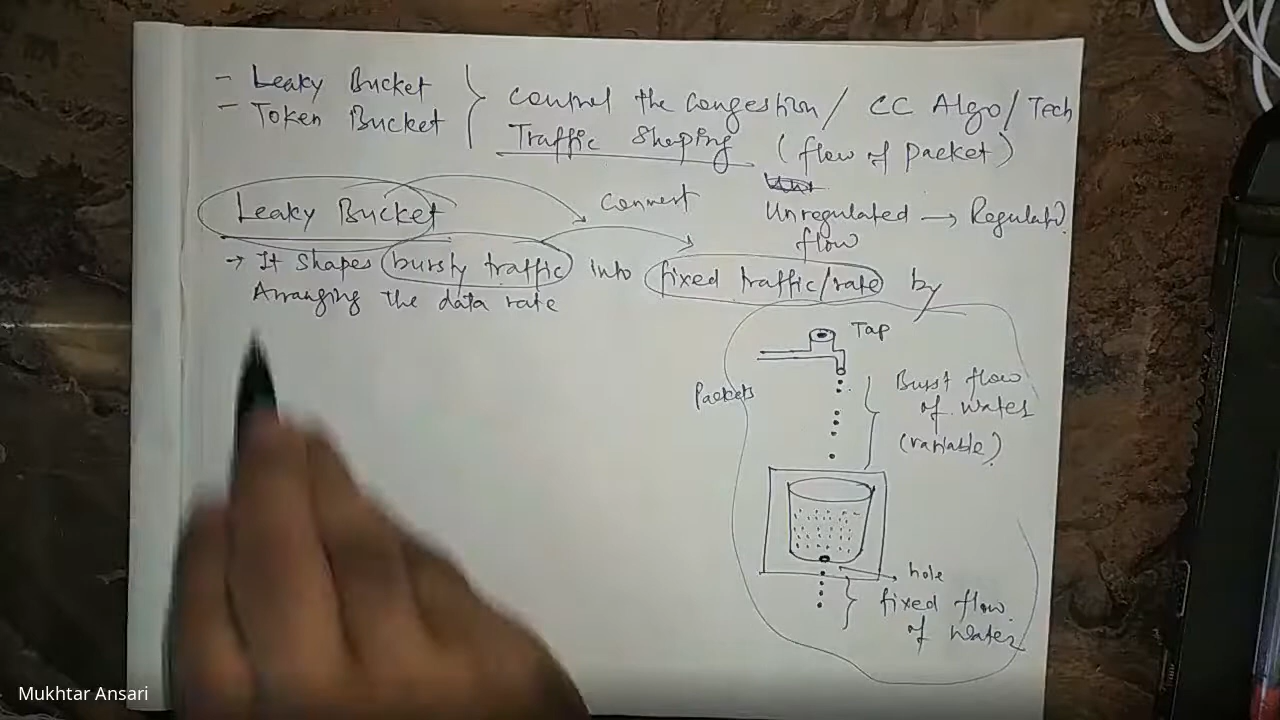 - Leaky Bucket
- Token Bucket
Control the Congestion / CC Algo / Tech
Traffic Shaping (flow of packet)
Leaky Bucket
Convert
Unregulated → Regulated
flow
→ It shapes bursty traffic into fixed traffic/rate by
Arranging the data rate
Tap
Packets
Burst flow
of water
(variable)
hole
fixed flow
of water
Mukhtar Ansari